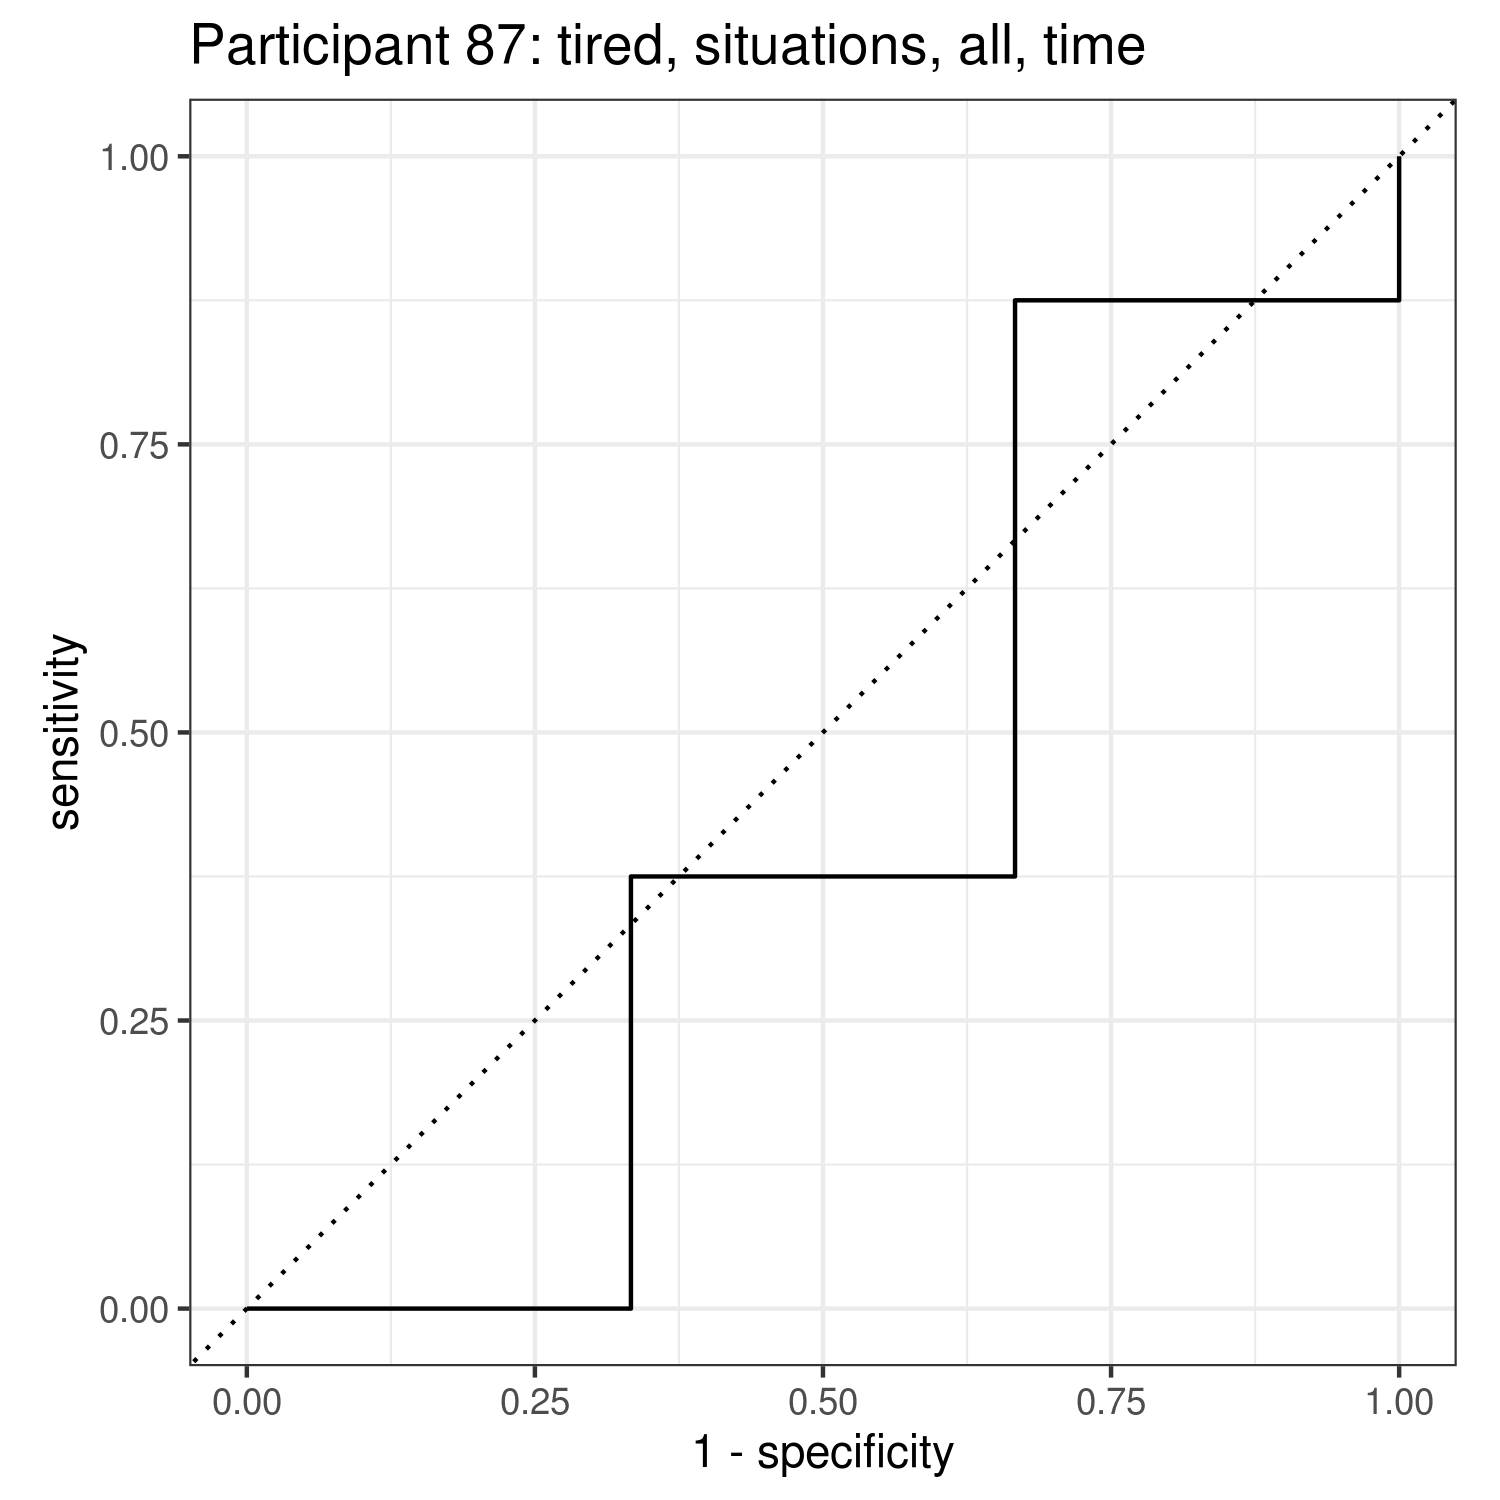 Participant 87: tired, situations, all, time
1.00
0.75
0.50
0.25
0.00
sensitivity
0.00 0.25 0.50 0.75 1.00
1 - specificity